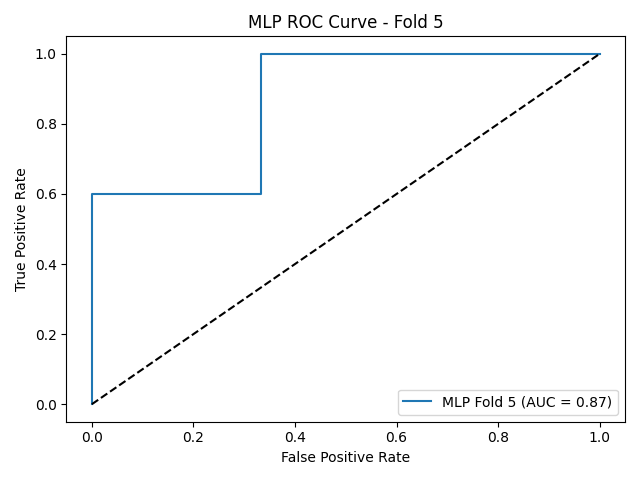 MLP ROC Curve - Fold 5
True Positive Rate
1.0
0.8
0.6
0.4
0.2
0.0
MLP Fold 5 (AUC = 0.87)
0.0 0.2 0.4 0.6 0.8 1.0
False Positive Rate